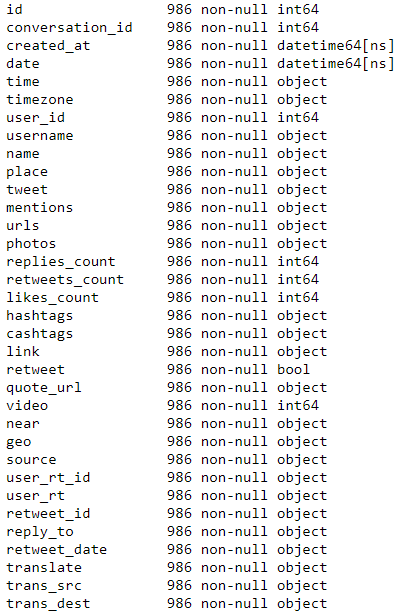 id 986 non-null int64
conversation_id 986 non-null int64
created_at 986 non-null datetime64[ns]
date 986 non-null datetime64[ns]
time 986 non-null object
timezone 986 non-null object
user_id 986 non-null int64
username 986 non-null object
name 986 non-null object
place 986 non-null object
tweet 986 non-null object
mentions 986 non-null object
urls 986 non-null object
photos 986 non-null object
replies_count 986 non-null int64
retweets_count 986 non-null int64
likes_count 986 non-null int64
hashtags 986 non-null object
cashtags 986 non-null object
link 986 non-null object
retweet 986 non-null bool
quote_url 986 non-null object
video 986 non-null int64
near 986 non-null object
geo 986 non-null object
source 986 non-null object
user_rt_id 986 non-null object
user_rt 986 non-null object
retweet_id 986 non-null object
reply_to 986 non-null object
retweet_date 986 non-null object
translate 986 non-null object
trans_src 986 non-null object
trans_dest 986 non-null object